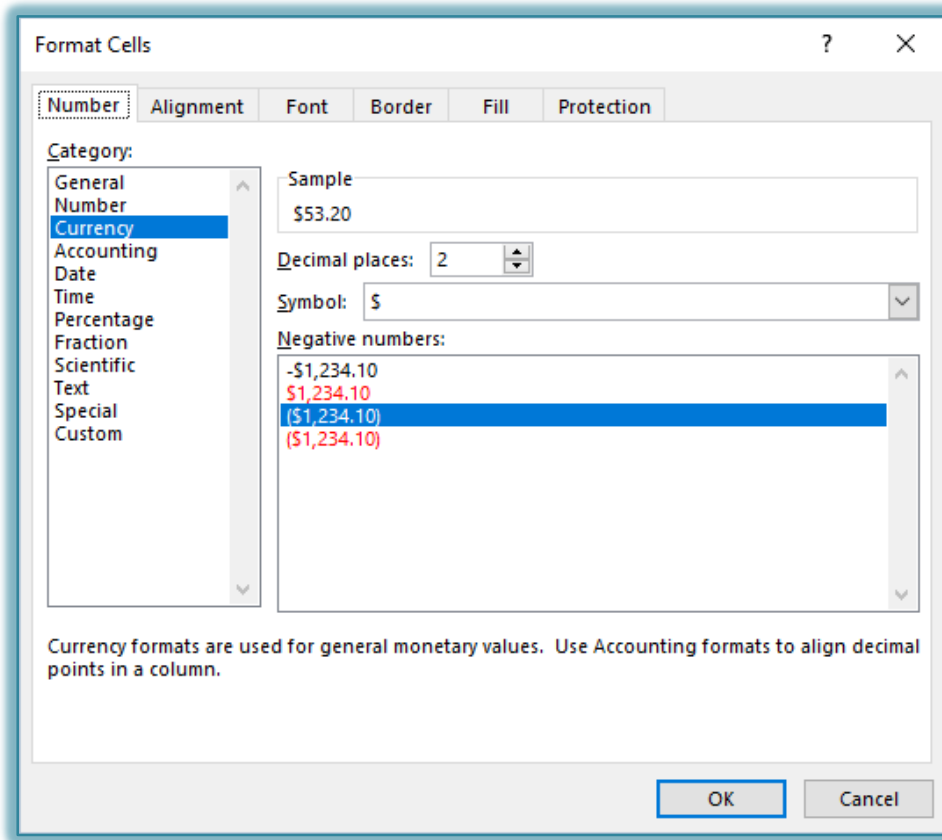 Format Cells
?
Number Alignment Font Border Fill Protection
Category:
General
Number
Currency
Accounting
Date
Time
Percentage
Fraction
Scientific
Text
Special
Custom
Sample
$53.20
Decimal places: 2
Symbol: $
Negative numbers:
-$1,234.10
$1,234.10
($1,234.10)
($1,234.10)
Currency formats are used for general monetary values.  Use Accounting formats to align decimal
points in a column.
OK Cancel